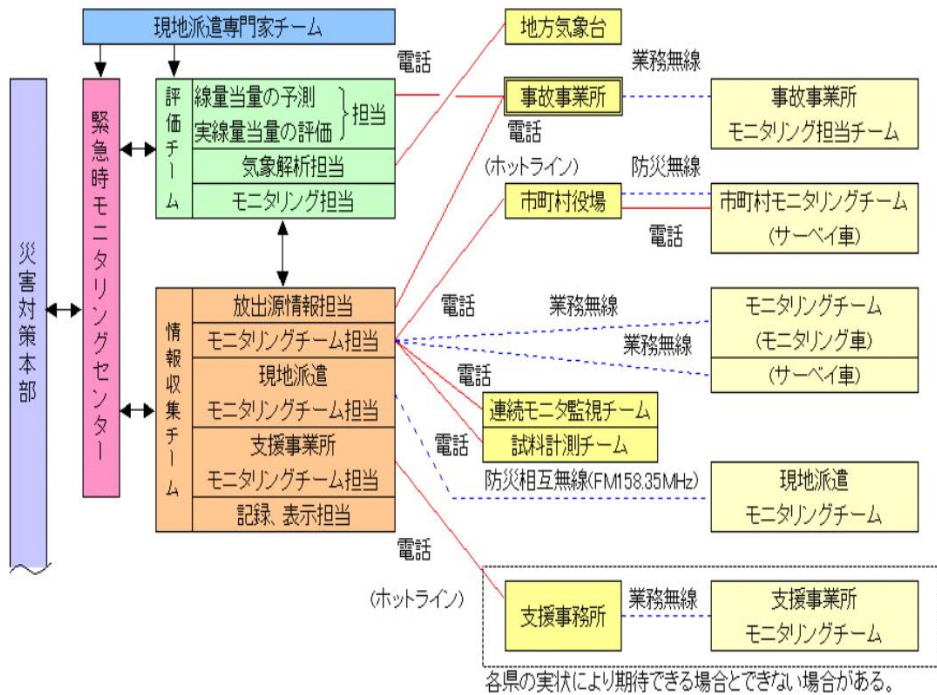 現地派遣専門家チーム
災害対策本部
緊急時モニタリングセンター
評価チーム
線量当量の予測
実線量当量の評価
担当
気象解析担当
モニタリング担当
情報収集チーム
放出源情報担当
モニタリングチーム担当
現地派遣
モニタリングチーム担当
支援事業所
モニタリングチーム担当
記録、表示担当
電話
地方気象台
事故事業所
電話
(ホットライン)
業務無線
事故事業所
モニタリング担当チーム
市町村役場
防災無線
電話
市町村モニタリングチーム
(サーベイ車)
電話
業務無線
業務無線
モニタリングチーム
(モニタリング車)
(サーベイ車)
電話
連続モニタ監視チーム
電話
試料計測チーム
防災相互無線(FM158.35MHz)
現地派遣
モニタリングチーム
電話
(ホットライン)
支援事務所
業務無線
支援事業所
モニタリングチーム
各県の実状により期待できる場合とできない場合がある。